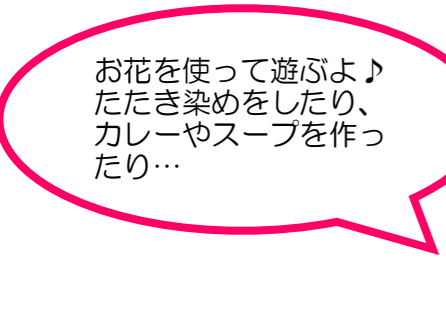 お花を使って遊ぶよ♪
たたき染めをしたり、
カレーやスープを作っ
たり…